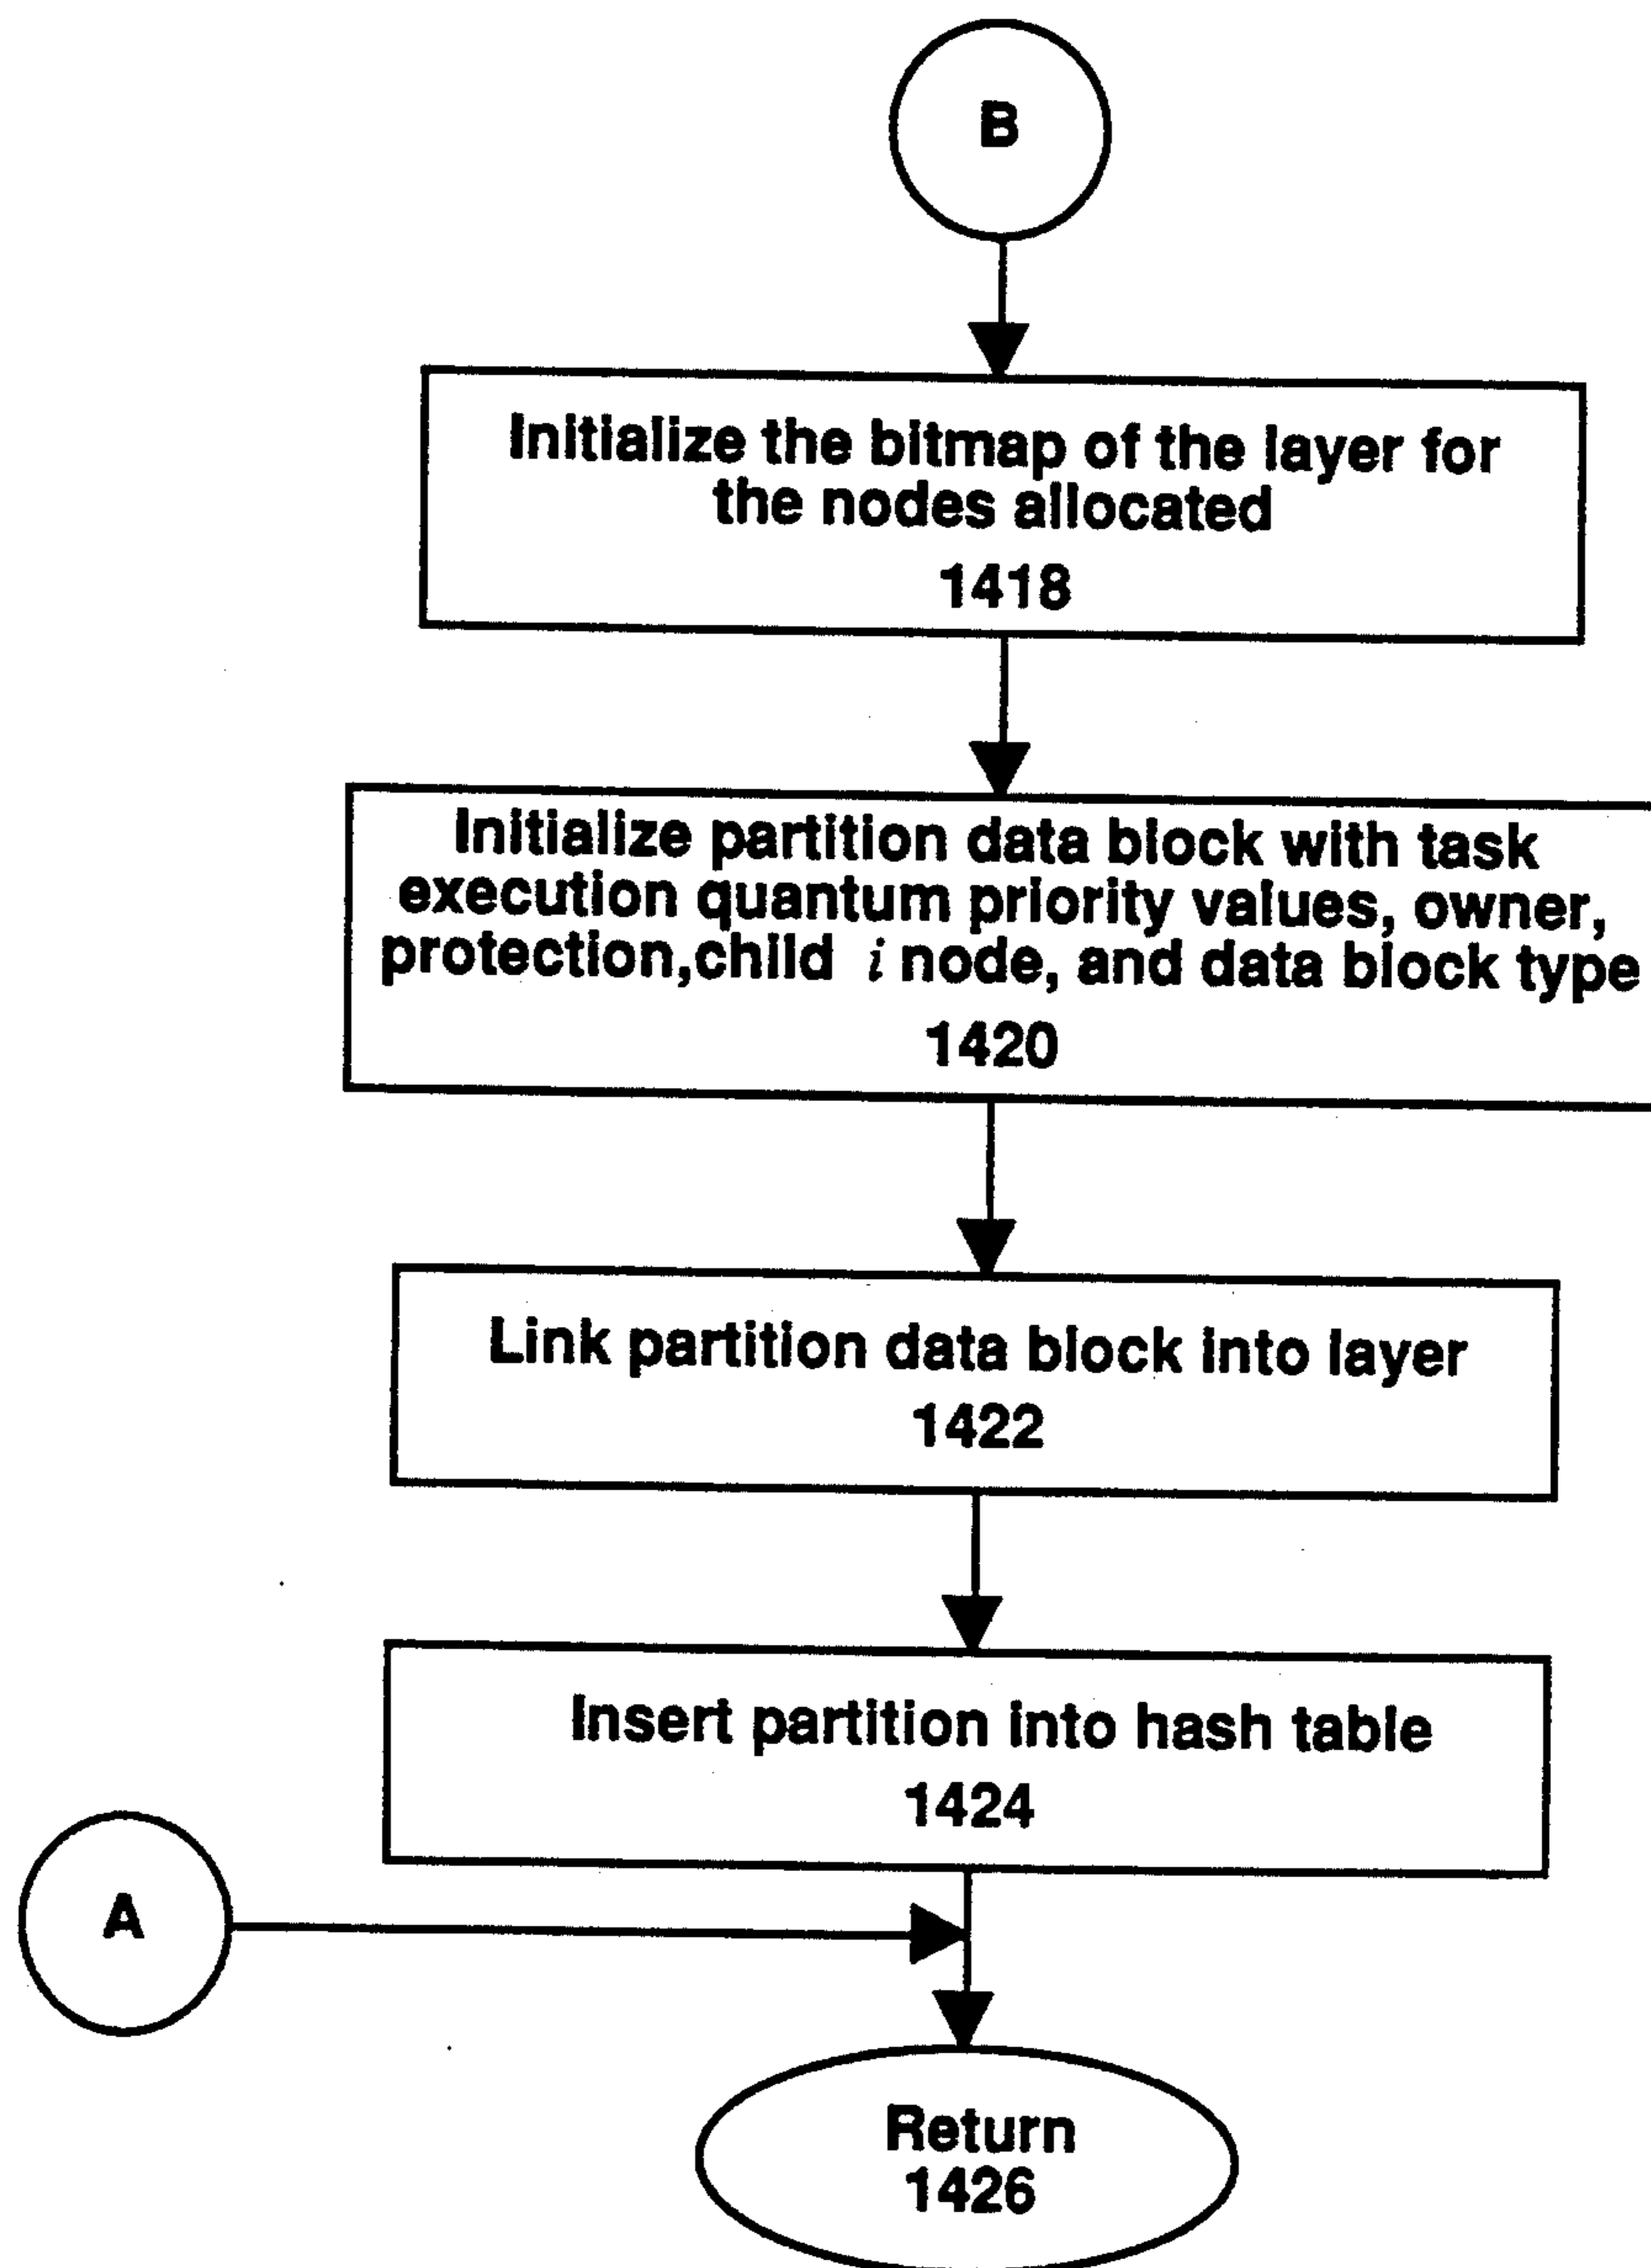 B
Initialize the bitmap of the layer for
the nodes allocated
1418
Initialize partition data block with task
execution quantum priority values, owner,
protection,child i node, and data block type
1420
Link partition data block into layer
1422
Insert partition into hash table
1424
A
Return
1426